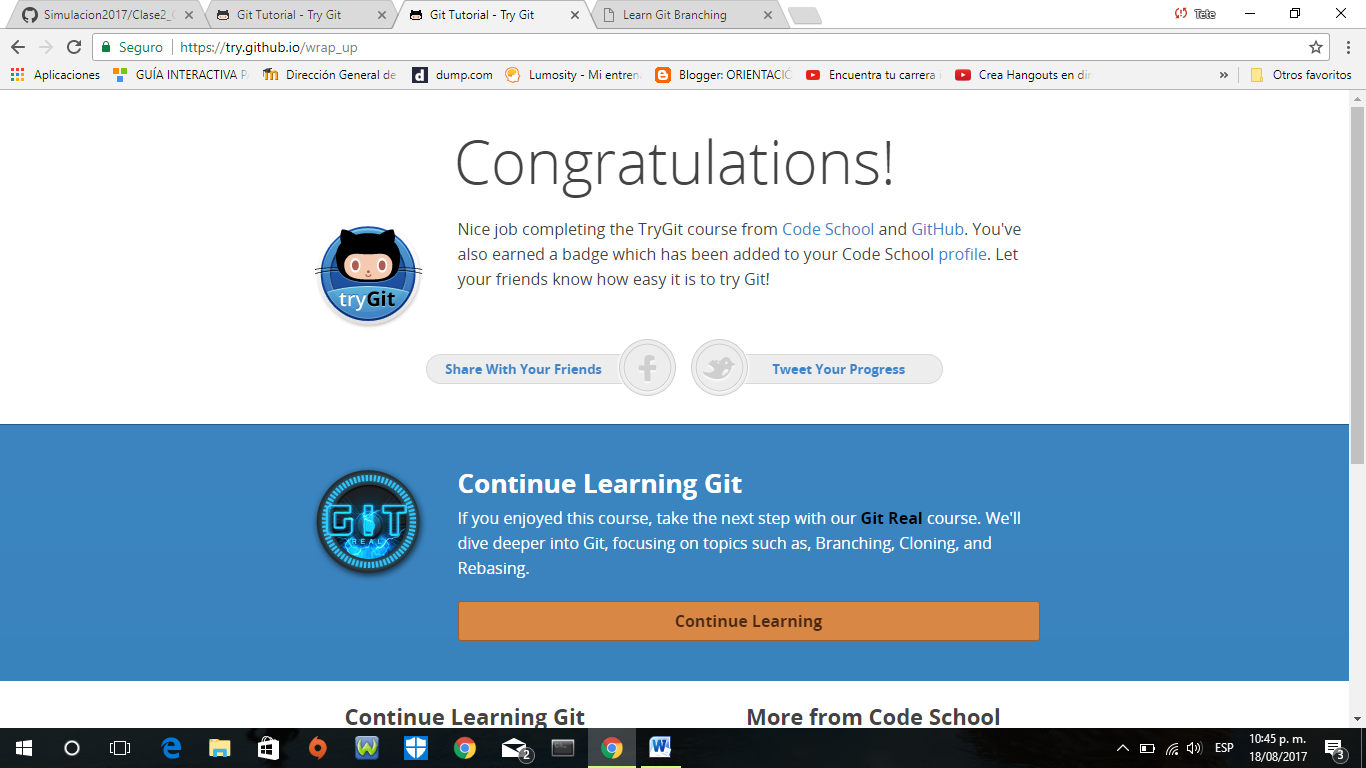 Simulacion2017/Clase2_
Git Tutorial - Try Git
Git Tutorial - Try Git
Learn Git Branching
Tete
Seguro
https://try.github.io/wrap_up
Aplicaciones
GUÍA INTERACTIVA
Dirección General de
dump.com
Lumosity - Mi entren
Blogger: ORIENTACIÓ
Encuentra tu carrera
Crea Hangouts en dir
»
Otros favoritos
Congratulations!
Nice job completing the TryGit course from Code School and GitHub. You've
also earned a badge which has been added to your Code School profile. Let
your friends know how easy it is to try Git!
tryGit
Share With Your Friends
Tweet Your Progress
GIT
REAL
Continue Learning Git
If you enjoyed this course, take the next step with our Git Real course. We'll
dive deeper into Git, focusing on topics such as, Branching, Cloning, and
Rebasing.
Continue Learning
Continue Learning Git
More from Code School
2
ESP
10:45 p. m.
18/08/2017
3